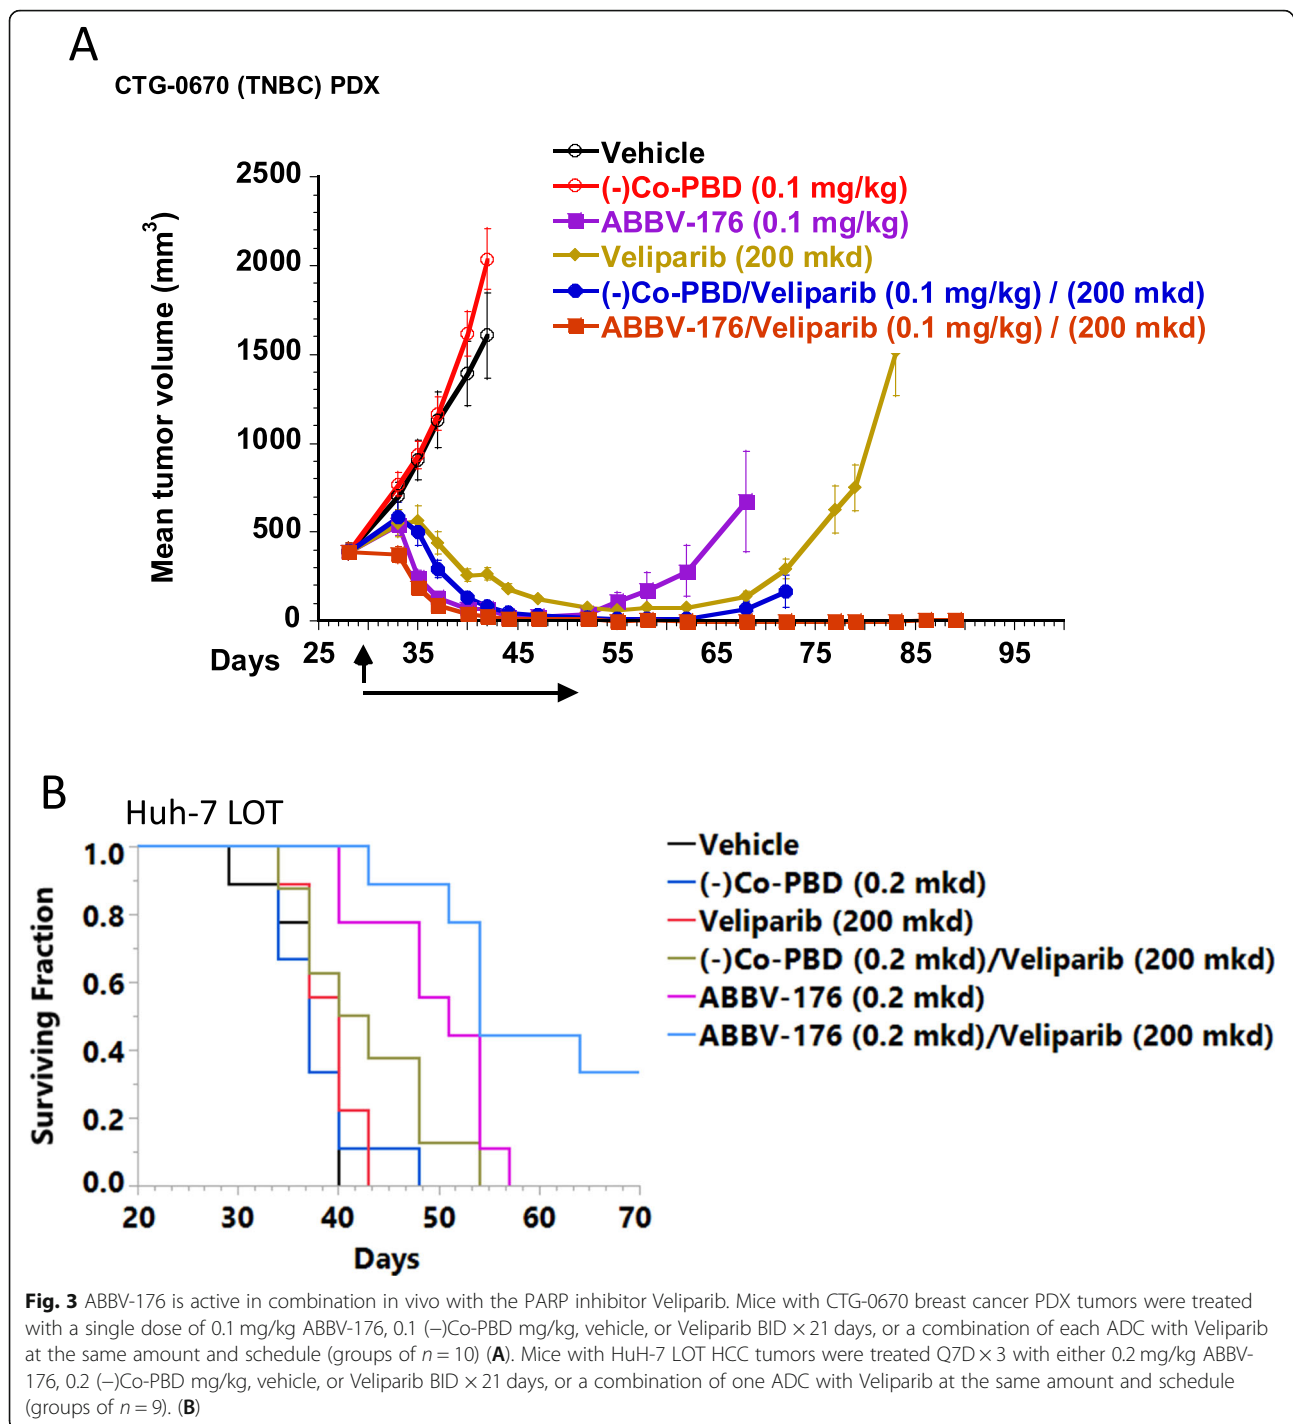 A
CTG-0670 (TNBC) PDX
Vehicle
(-)Co-PBD (0.1 mg/kg)
ABBV-176 (0.1 mg/kg)
Veliparib (200 mkd)
(-)Co-PBD/Veliparib (0.1 mg/kg) / (200 mkd)
ABBV-176/Veliparib (0.1 mg/kg) / (200 mkd)
Mean tumor volume (mm³)
2500
2000
1500
1000
500
0
Days 25 35 45 55 65 75 85 95
B
Huh-7 LOT
Vehicle
(-)Co-PBD (0.2 mkd)
Veliparib (200 mkd)
(-)Co-PBD (0.2 mkd)/Veliparib (200 mkd)
ABBV-176 (0.2 mkd)
ABBV-176 (0.2 mkd)/Veliparib (200 mkd)
Surviving Fraction
1.0
0.8
0.6
0.4
0.2
0.0
20 30 40 50 60 70
Days
Fig. 3 ABBV-176 is active in combination in vivo with the PARP inhibitor Veliparib. Mice with CTG-0670 breast cancer PDX tumors were treated
with a single dose of 0.1 mg/kg ABBV-176, 0.1 (−)Co-PBD mg/kg, vehicle, or Veliparib BID × 21 days, or a combination of each ADC with Veliparib
at the same amount and schedule (groups of n = 10) (A). Mice with HuH-7 LOT HCC tumors were treated Q7D × 3 with either 0.2 mg/kg ABBV-
176, 0.2 (−)Co-PBD mg/kg, vehicle, or Veliparib BID × 21 days, or a combination of one ADC with Veliparib at the same amount and schedule
(groups of n = 9). (B)